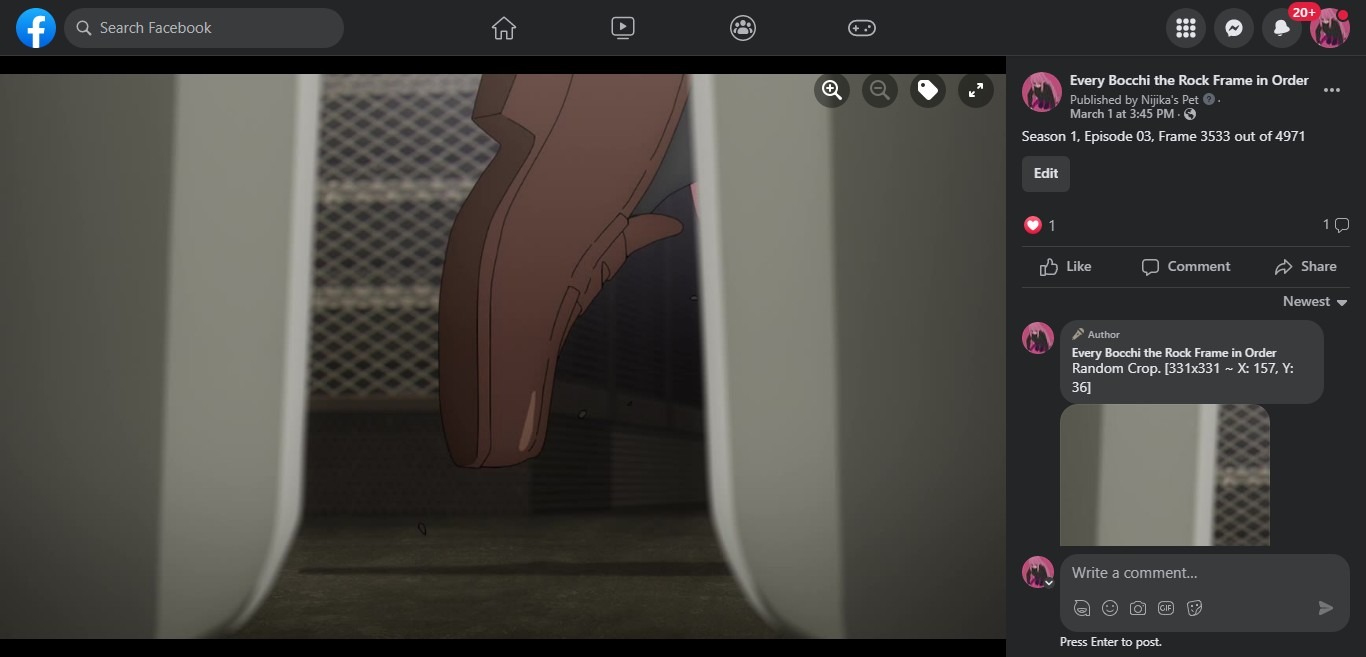 Search Facebook
20+
Every Bocchi the Rock Frame in Order
Published by Nijika's Pet ·
March 1 at 3:45 PM ·
Season 1, Episode 03, Frame 3533 out of 4971
Edit
1
1
Like
Comment
Share
Newest
Author
Every Bocchi the Rock Frame in Order
Random Crop. [331x331 ~ X: 157, Y:
36]
Write a comment...
GIF
Press Enter to post.